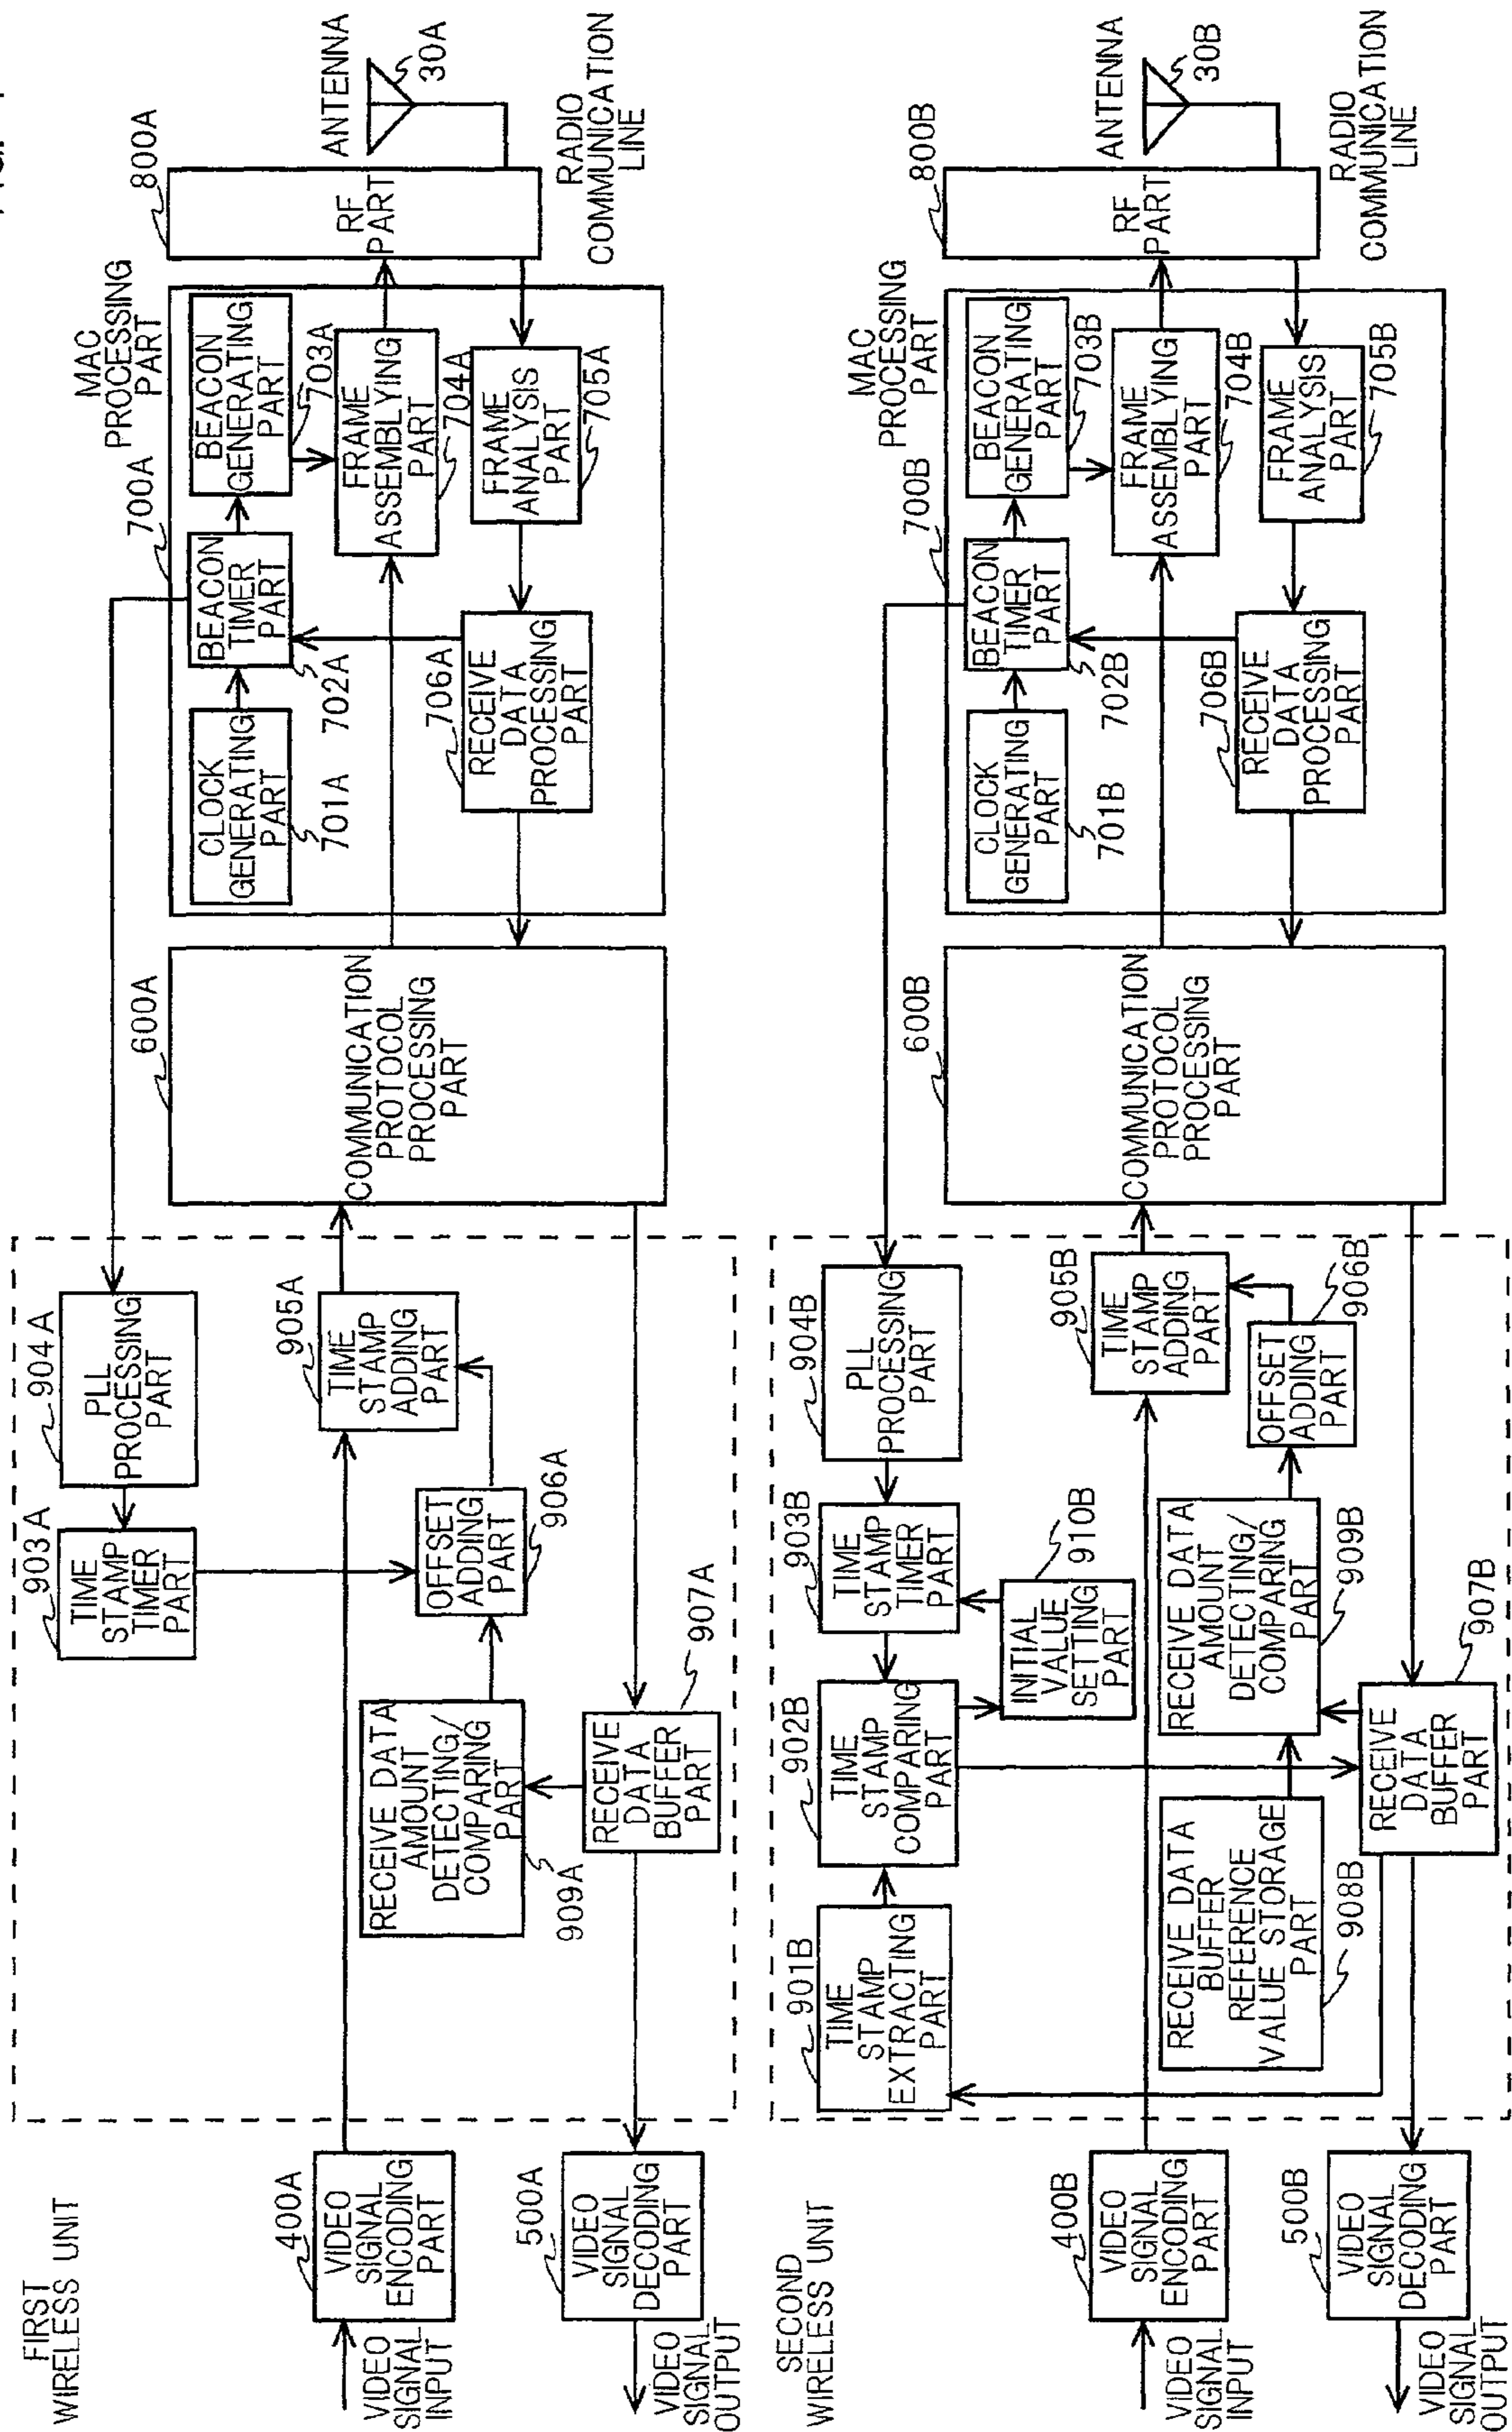 FIRST
WIRELESS UNIT
903A
TIME
STAMP
TIMER
PART
904A
PLL
PROCESSING
PART
VIDEO
SIGNAL
INPUT
400A
VIDEO
SIGNAL
ENCODING
PART
905A
TIME
STAMP
ADDING
PART
906A
OFFSET
ADDING
PART
RECEIVE DATA
AMOUNT
DETECTING/
COMPARING
PART
909A
907A
RECEIVE
DATA
BUFFER
PART
500A
VIDEO
SIGNAL
DECODING
PART
VIDEO
SIGNAL
OUTPUT
600A
COMMUNICATION
PROTOCOL
PROCESSING
PART
700A
MAC
PROCESSING
PART
CLOCK
GENERATING
PART
701A
BEACON
TIMER
PART
702A
BEACON
GENERATING
PART
703A
FRAME
ASSEMBLYING
PART
704A
FRAME
ANALYSIS
PART
705A
706A
RECEIVE
DATA
PROCESSING
PART
800A
RF
PART
ANTENNA
30A
RADIO
COMMUNICATION
LINE
SECOND
WIRELESS UNIT
901B
TIME
STAMP
EXTRACTING
PART
902B
TIME
STAMP
COMPARING
PART
903B
TIME
STAMP
TIMER
PART
904B
PLL
PROCESSING
PART
910B
INITIAL
VALUE
SETTING
PART
VIDEO
SIGNAL
INPUT
400B
VIDEO
SIGNAL
ENCODING
PART
905B
TIME
STAMP
ADDING
PART
RECEIVE DATA
BUFFER
REFERENCE
VALUE STORAGE
PART
908B
RECEIVE DATA
AMOUNT
DETECTING/
COMPARING
PART
909B
OFFSET
ADDING
PART
906B
907B
RECEIVE
DATA
BUFFER
PART
500B
VIDEO
SIGNAL
DECODING
PART
VIDEO
SIGNAL
OUTPUT
600B
COMMUNICATION
PROTOCOL
PROCESSING
PART
700B
MAC
PROCESSING
PART
CLOCK
GENERATING
PART
701B
BEACON
TIMER
PART
702B
BEACON
GENERATING
PART
703B
FRAME
ASSEMBLYING
PART
704B
FRAME
ANALYSIS
PART
705B
706B
RECEIVE
DATA
PROCESSING
PART
800B
RF
PART
ANTENNA
30B
RADIO
COMMUNICATION
LINE